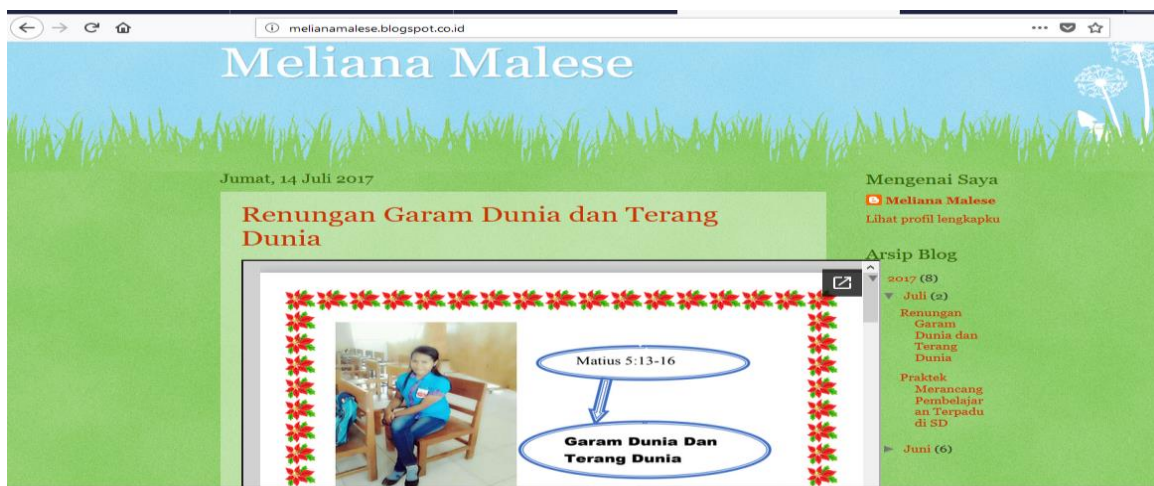 melianamalese.blogspot.co.id
Meliana Malese
Jumat, 14 Juli 2017
Renungan Garam Dunia dan Terang
Dunia
Matius 5:13-16
Garam Dunia Dan
Terang Dunia
Mengenai Saya
Meliana Malese
Lihat profil lengkapku
Arsip Blog
▼ 2017 (8)
▼ Juli (2)
Renungan
Garam
Dunia dan
Terang
Dunia
Praktek
Merancang
Pembelajar
an Terpadu
di SD
► Juni (6)